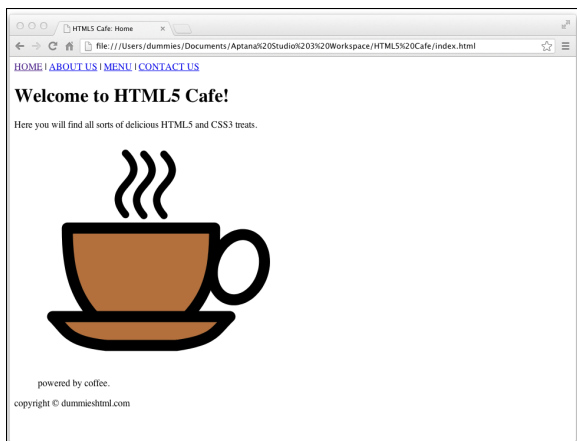 HTML5 Cafe: Home
file:///Users/dummies/Documents/Aptana%20Studio%203%20Workspace/HTML5%20Cafe/index.html
HOME | ABOUT US | MENU | CONTACT US
Welcome to HTML5 Cafe!
Here you will find all sorts of delicious HTML5 and CSS3 treats.
powered by coffee.
copyright © dummieshtml.com